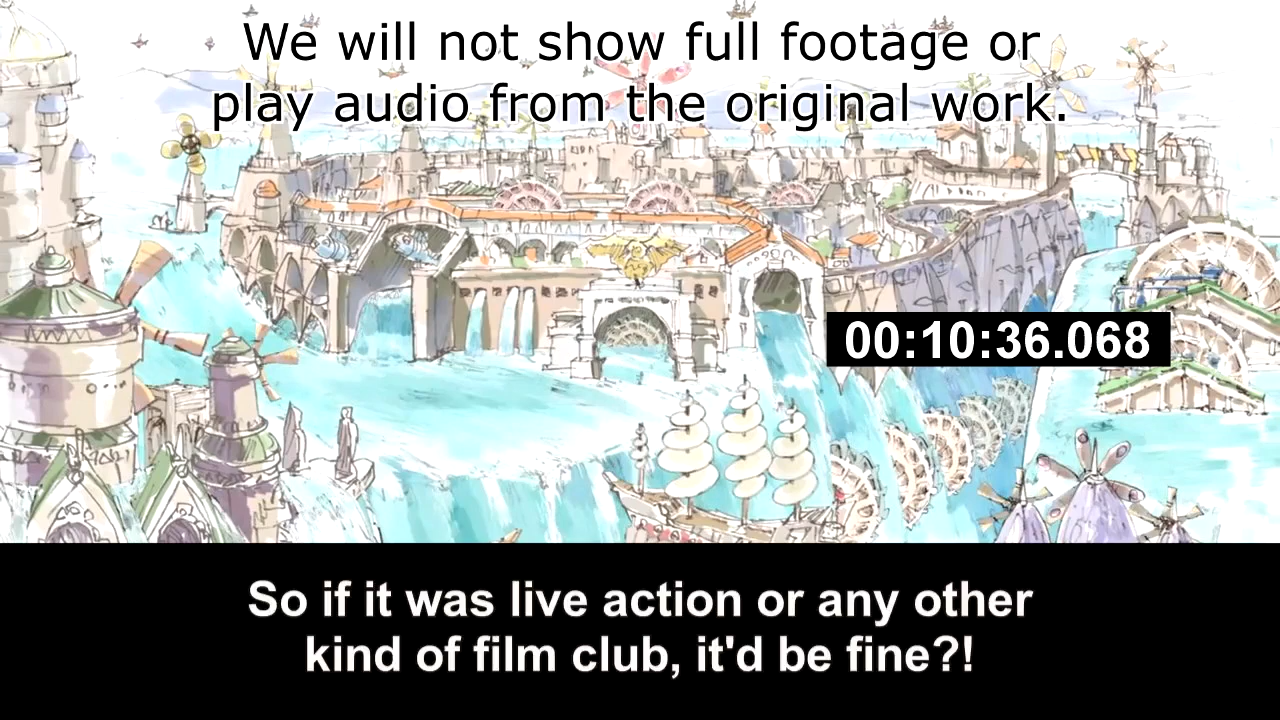 We will not show full footage or
play audio from the original work.
00:10:36.068
So if it was live action or any other
kind of film club, it'd be fine?!